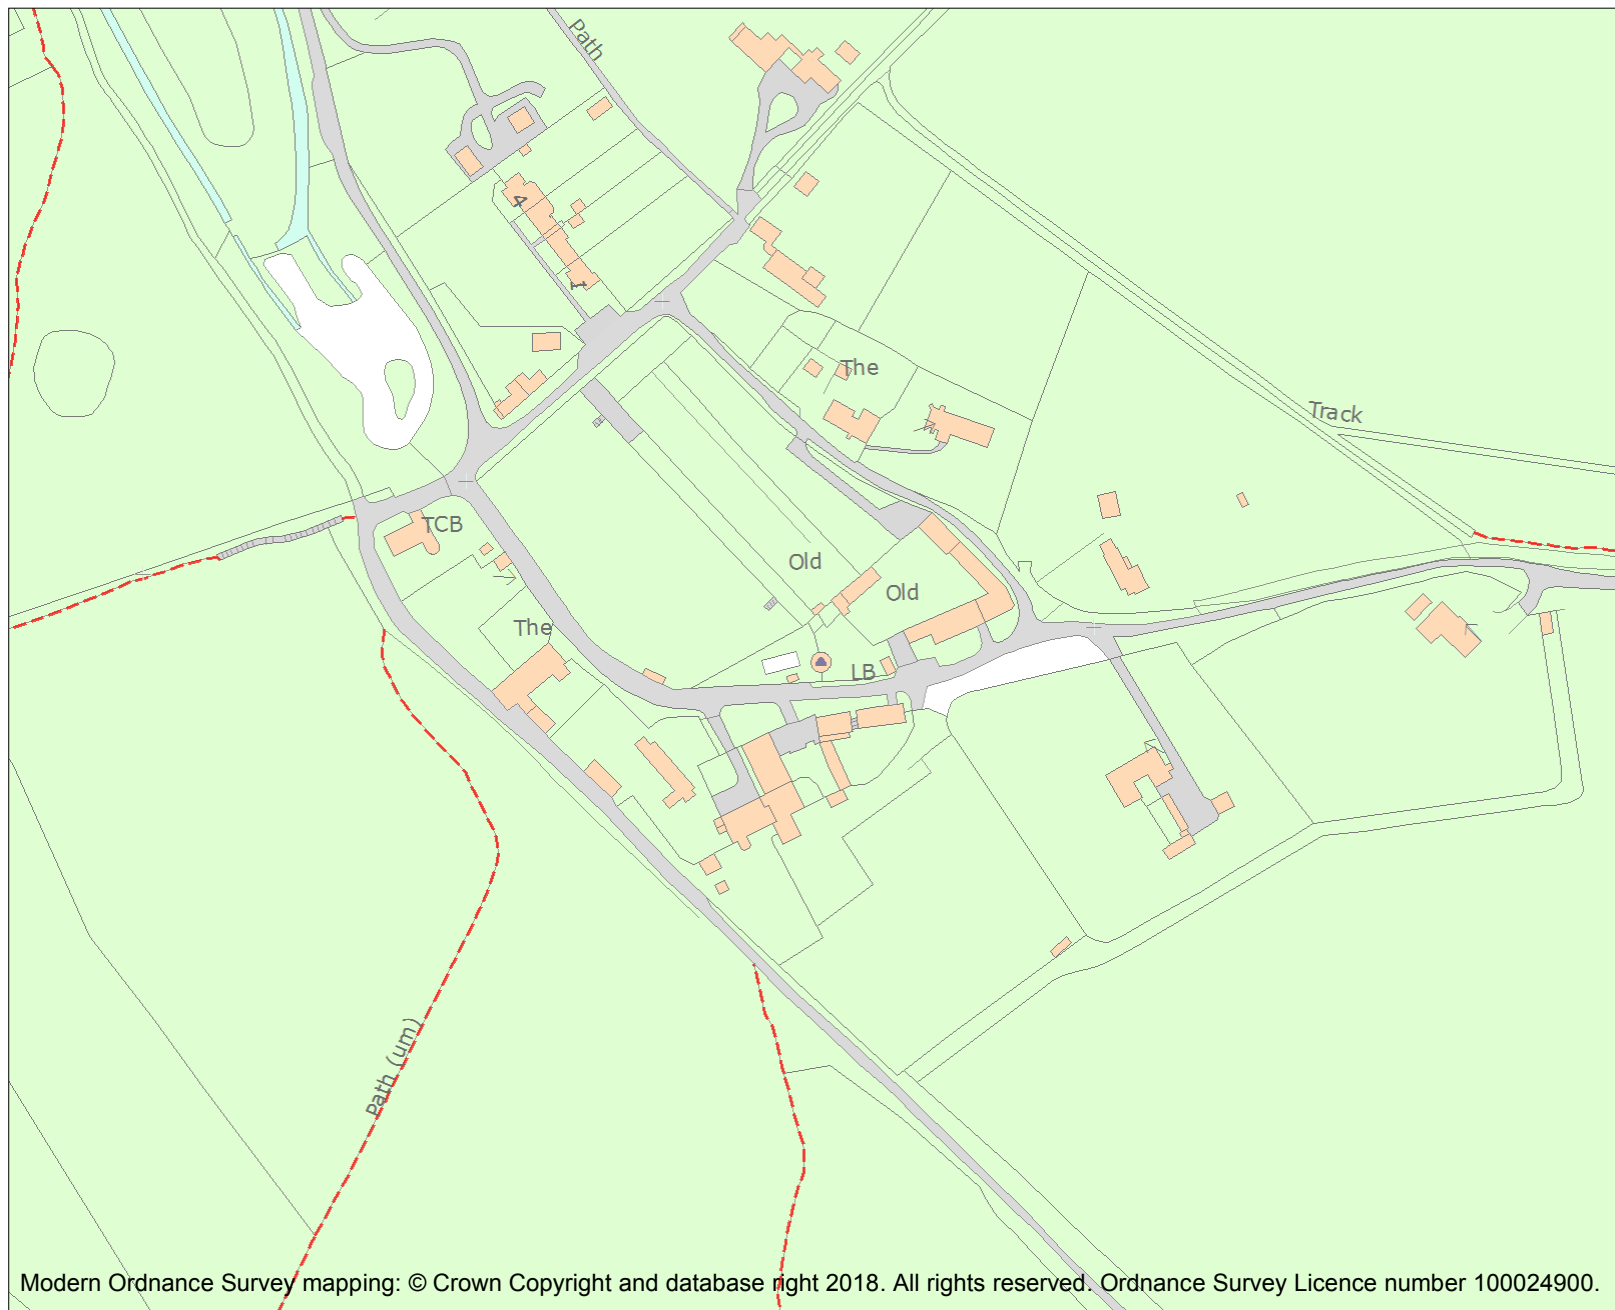 Path
4
1
The
Track
TCB
Old
Old
The
LB
Path (um)
Modern Ordnance Survey mapping: © Crown Copyright and database right 2018. All rights reserved. Ordnance Survey Licence number 100024900.